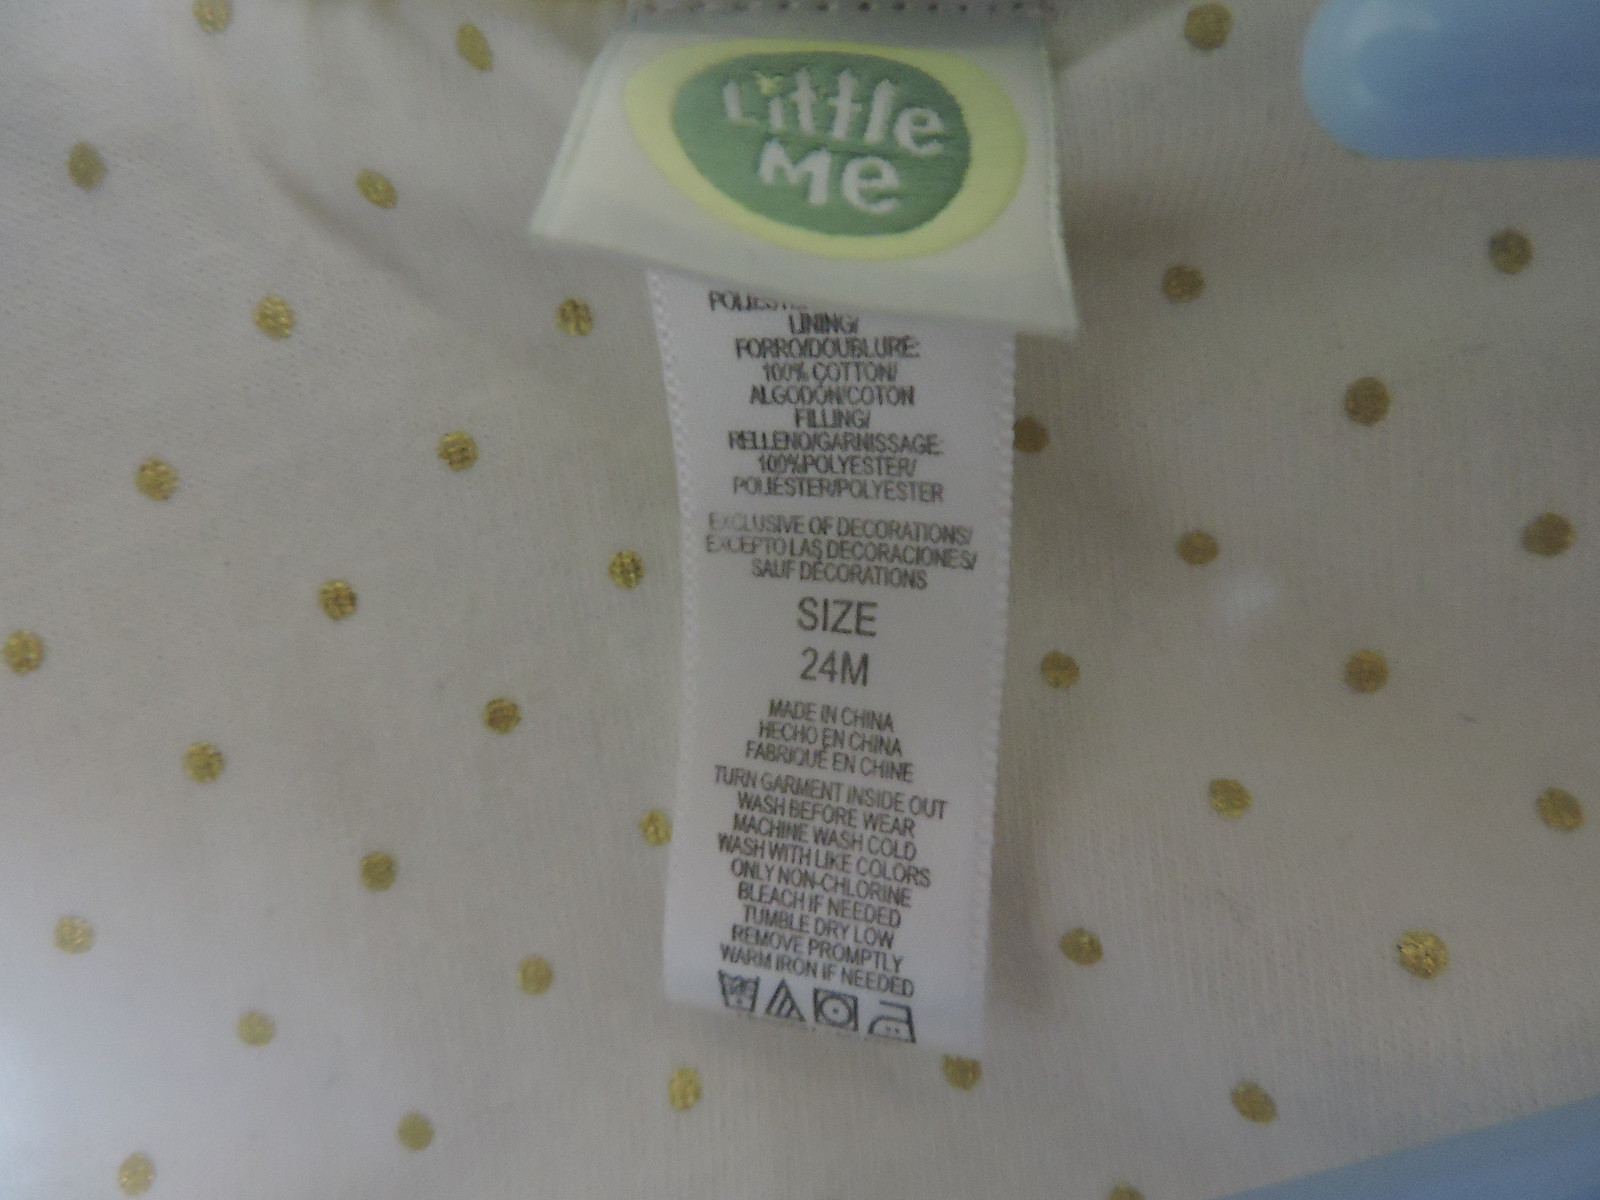 Little
Me
LINING/
FORRO/DOUBLURE:
100% COTTON/
ALGODÓN/COTON
FILLING/
RELLENO/GARNISSAGE:
100%POLYESTER/
POLIÉSTER/POLYESTER
EXCLUSIVE OF DECORATIONS/
EXCEPTO LAS DECORACIONES/
SAUF DÉCORATIONS
SIZE
24M
MADE IN CHINA
HECHO EN CHINA
FABRIQUÉ EN CHINE
TURN GARMENT INSIDE OUT
WASH BEFORE WEAR
MACHINE WASH COLD
WASH WITH LIKE COLORS
ONLY NON-CHLORINE
BLEACH IF NEEDED
TUMBLE DRY LOW
REMOVE PROMPTLY
WARM IRON IF NEEDED